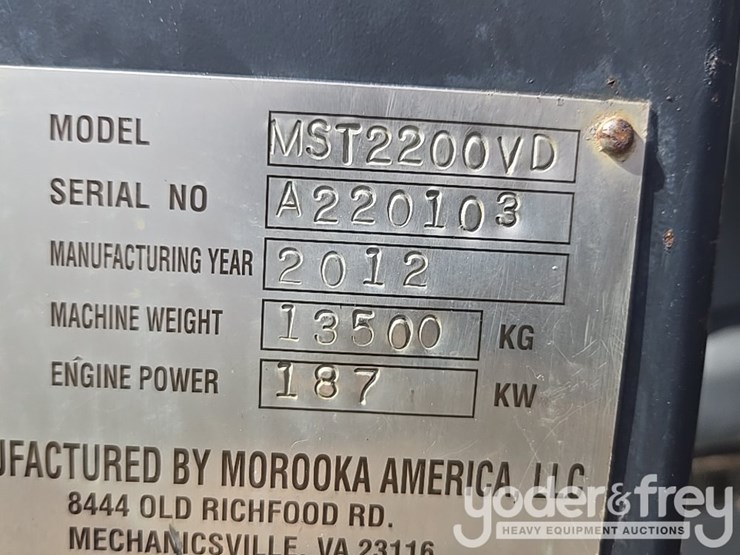 MODEL MST2200VD
SERIAL NO A220103
MANUFACTURING YEAR 2012
MACHINE WEIGHT 13500 KG
ENGINE POWER 187 KW
UFACTURED BY MOROOKA AMERICA, LLC
8444 OLD RICHFOOD RD.
MECHANICSVILLE, VA 23116
yoder&frey
HEAVY EQUIPMENT AUCTIONS